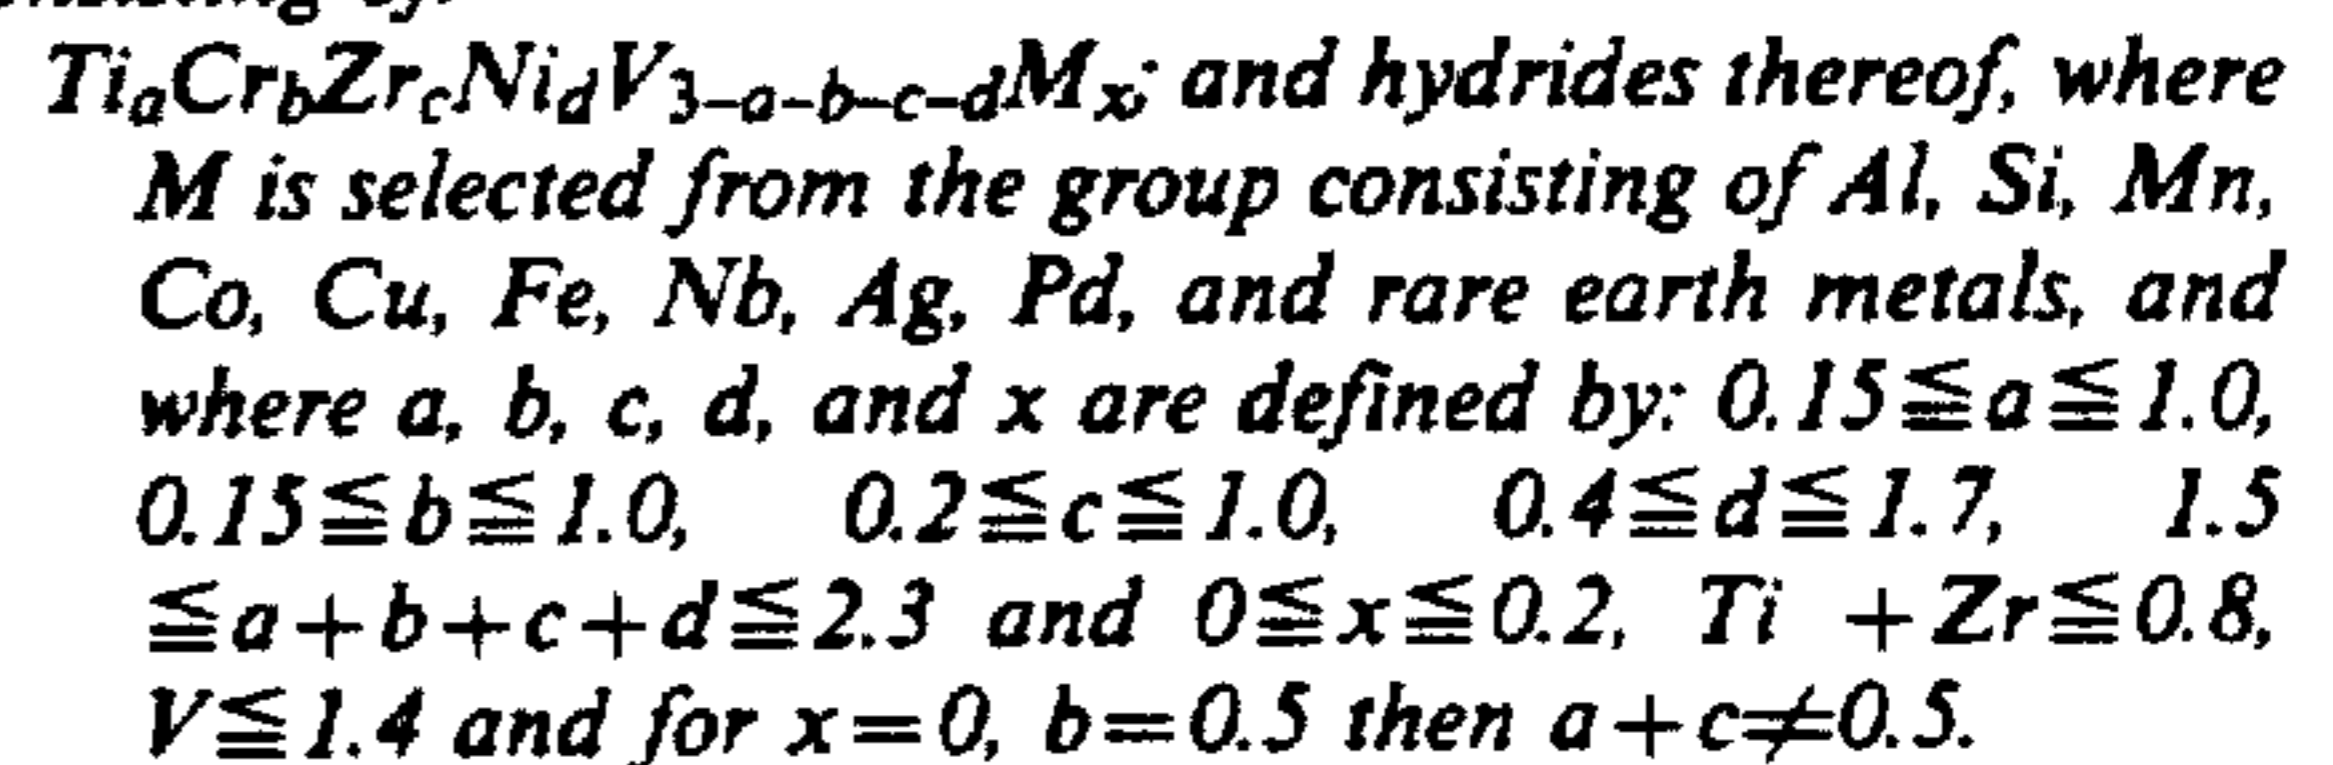 TiaCrbZrcNidV3-a-b-c-dMx; and hydrides thereof, where
M is selected from the group consisting of Al, Si, Mn,
Co, Cu, Fe, Nb, Ag, Pd, and rare earth metals, and
where a, b, c, d, and x are defined by: 0.15≦a≦1.0,
0.15≦b≦1.0, 0.2≦c≦1.0, 0.4≦d≦1.7, 1.5
≦a+b+c+d≦2.3 and 0≦x≦0.2, Ti +Zr≦0.8,
V≦1.4 and for x=0, b=0.5 then a+c≠0.5.